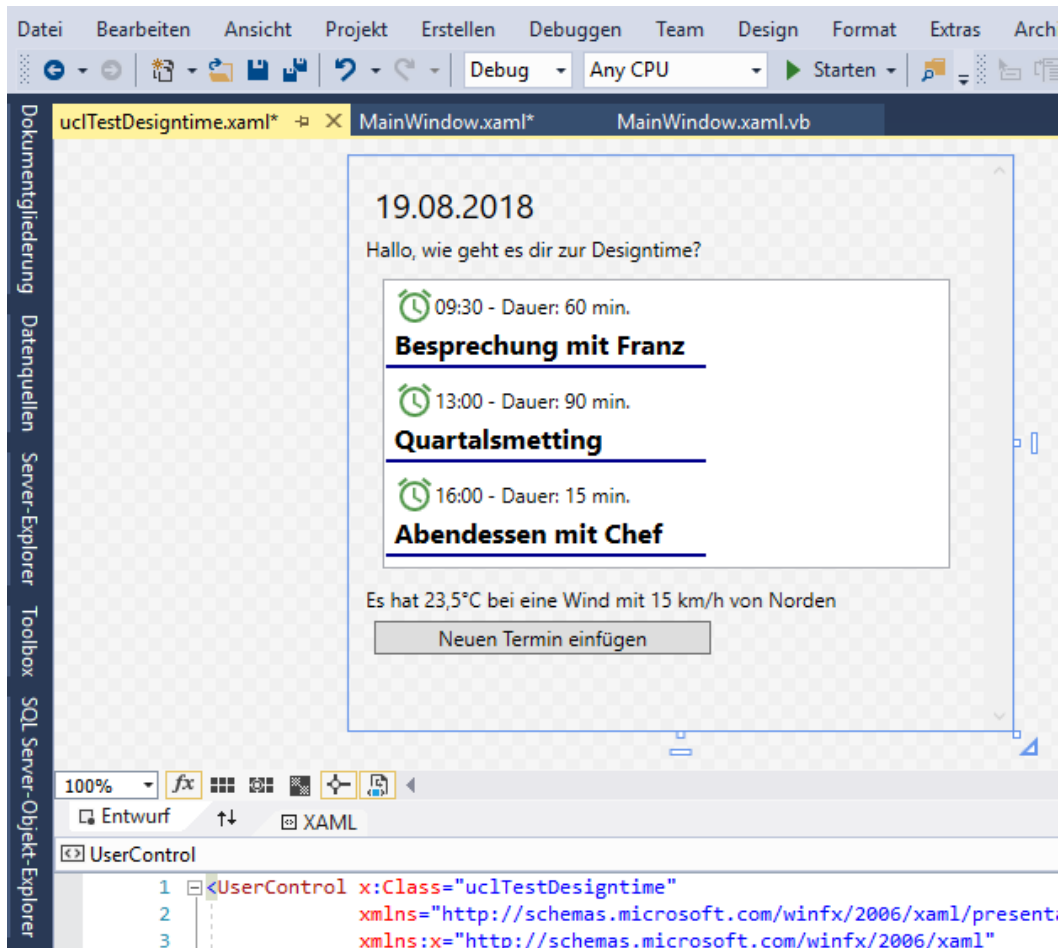 Datei Bearbeiten Ansicht Projekt Erstellen Debuggen Team Design Format Extras Arch
Debug Any CPU Starten
uclTestDesigntime.xaml* MainWindow.xaml* MainWindow.xaml.vb
Dokumentgliederung
Datenquellen
Server-Explorer
Toolbox
SQL Server-Objekt-Explorer
19.08.2018
Hallo, wie geht es dir zur Designtime?
09:30 - Dauer: 60 min.
Besprechung mit Franz
13:00 - Dauer: 90 min.
Quartalsmetting
16:00 - Dauer: 15 min.
Abendessen mit Chef
Es hat 23,5°C bei eine Wind mit 15 km/h von Norden
Neuen Termin einfügen
100% fx
Entwurf XAML
UserControl
1 <UserControl x:Class="uclTestDesigntime"
2 xmlns="http://schemas.microsoft.com/winfx/2006/xaml/presenta
3 xmlns:x="http://schemas.microsoft.com/winfx/2006/xaml"